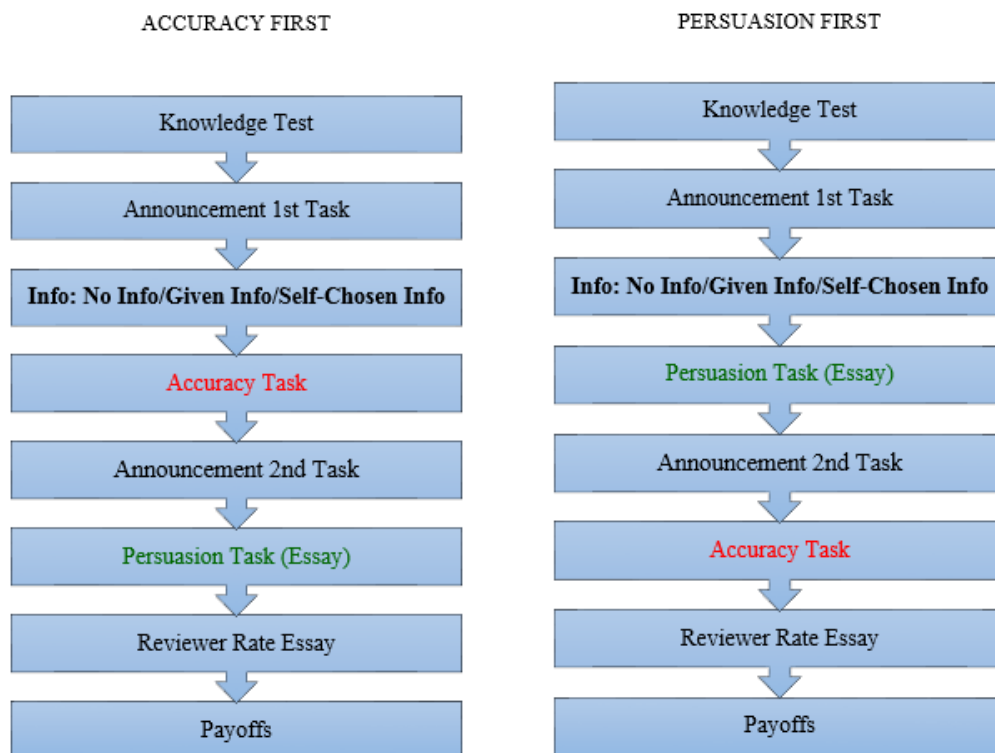 ACCURACY FIRST
Knowledge Test
Announcement 1st Task
Info: No Info/Given Info/Self-Chosen Info
Accuracy Task
Announcement 2nd Task
Persuasion Task (Essay)
Reviewer Rate Essay
Payoffs
PERSUASION FIRST
Knowledge Test
Announcement 1st Task
Info: No Info/Given Info/Self-Chosen Info
Persuasion Task (Essay)
Announcement 2nd Task
Accuracy Task
Reviewer Rate Essay
Payoffs